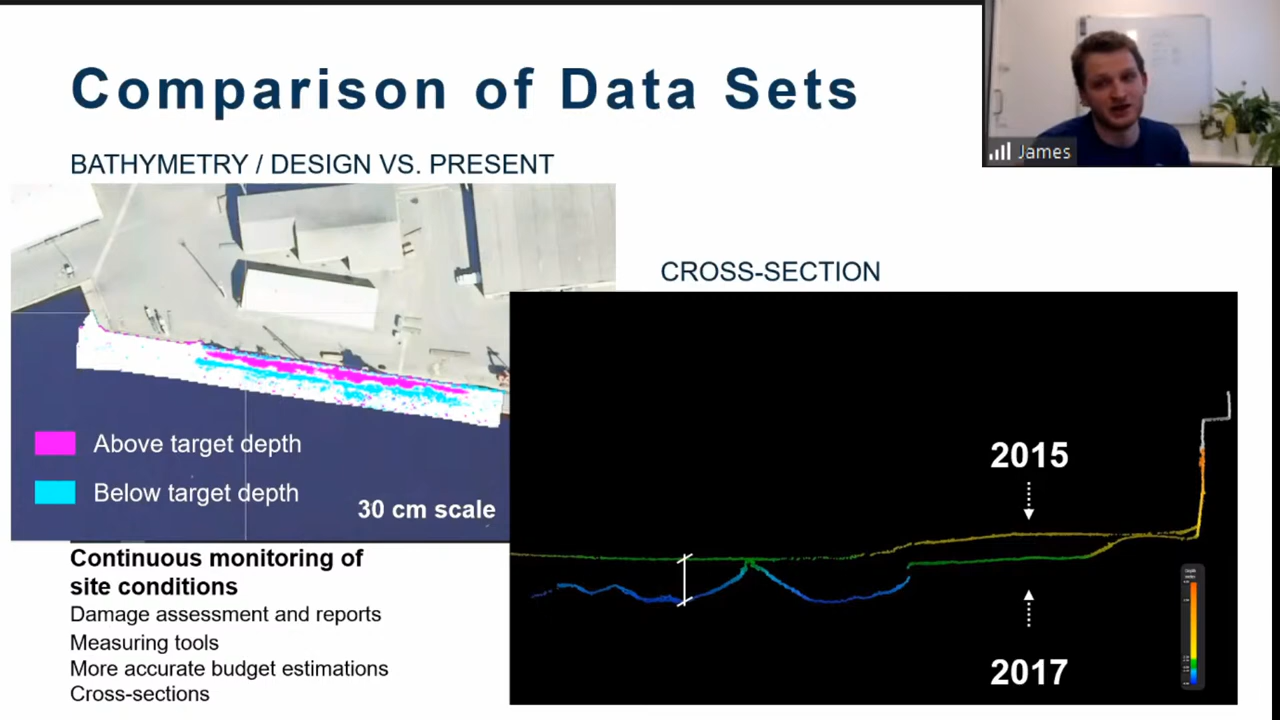 Comparison of Data Sets
James
BATHYMETRY / DESIGN VS. PRESENT
CROSS-SECTION
Above target depth
Below target depth
30 cm scale
2015
2017
Continuous monitoring of
site conditions
Damage assessment and reports
Measuring tools
More accurate budget estimations
Cross-sections